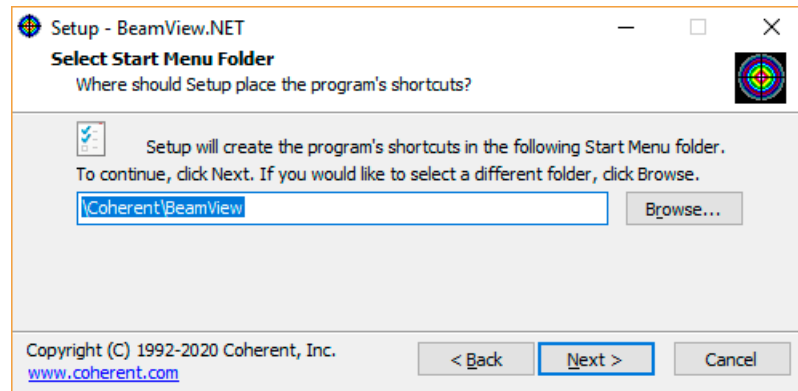 Setup - BeamView.NET
Select Start Menu Folder
Where should Setup place the program's shortcuts?
Setup will create the program's shortcuts in the following Start Menu folder.
To continue, click Next. If you would like to select a different folder, click Browse.
\Coherent\BeamView
Browse...
Copyright (C) 1992-2020 Coherent, Inc.
www.coherent.com
< Back
Next >
Cancel